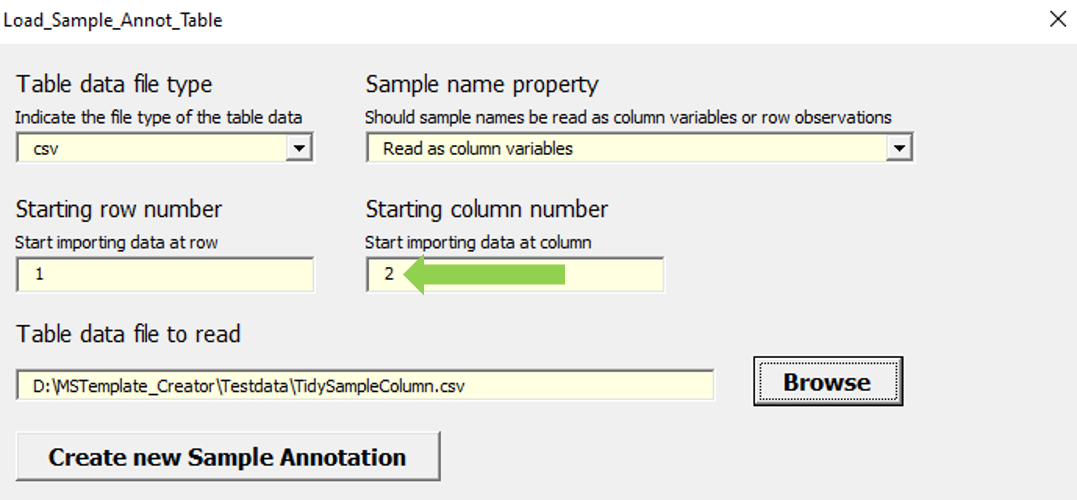 Load_Sample_Annot_Table
Table data file type
Indicate the file type of the table data
csv
Sample name property
Should sample names be read as column variables or row observations
Read as column variables
Starting row number
Start importing data at row
1
Starting column number
Start importing data at column
2
Table data file to read
D:\MSTemplate_Creator\Testdata\TidySampleColumn.csv
Browse
Create new Sample Annotation